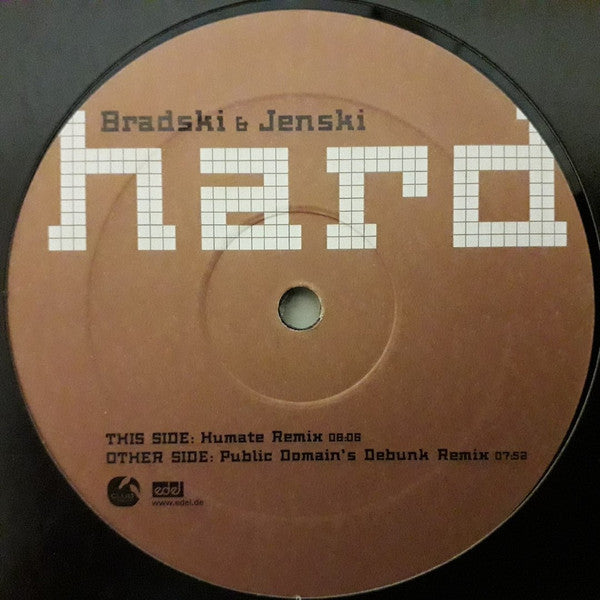 Bradski & Jenski
hard
THIS SIDE: Humate Remix 08:06
OTHER SIDE: Public Domain's Debunk Remix 07:52
edel
www.edel.de